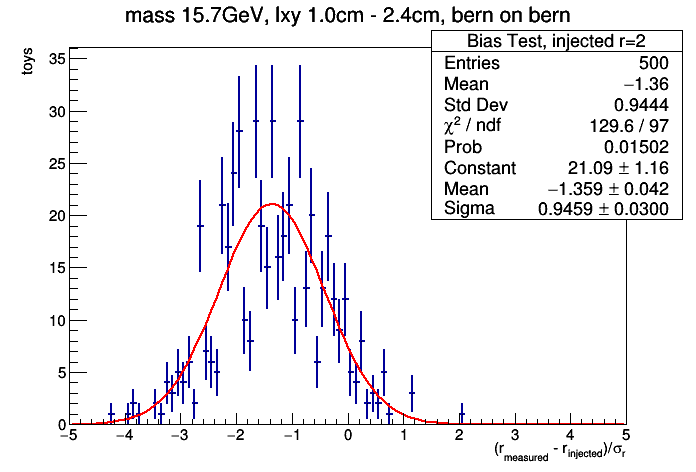 mass 15.7GeV, lxy 1.0cm - 2.4cm, bern on bern
Bias Test, injected r=2
Entries 500
Mean −1.36
Std Dev 0.9444
χ² / ndf 129.6 / 97
Prob 0.01502
Constant 21.09 ± 1.16
Mean −1.359 ± 0.042
Sigma 0.9459 ± 0.0300
toys
35
30
25
20
15
10
5
0
−5 −4 −3 −2 −1 0 1 2 3 4 5
(r_measured - r_injected)/σ_r